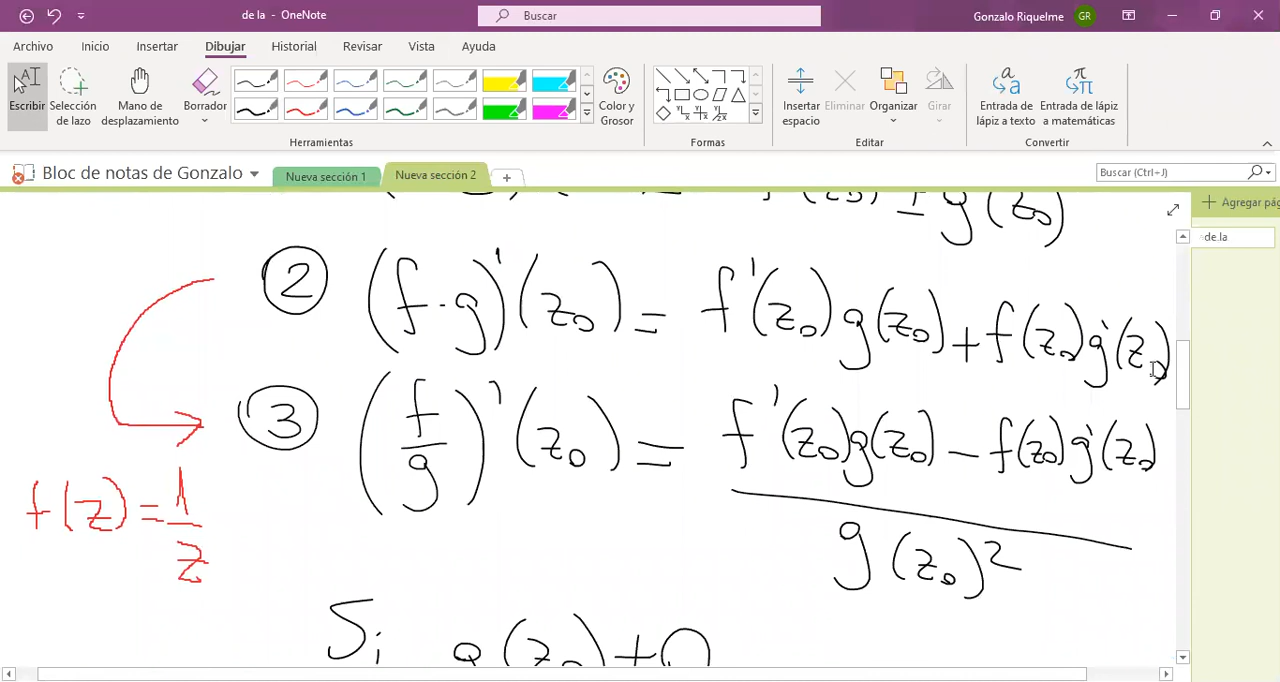 de la - OneNote
Buscar
Gonzalo Riquelme
GR
Archivo Inicio Insertar Dibujar Historial Revisar Vista Ayuda
Escribir
Selección de lazo
Mano de desplazamiento
Borrador
Color y Grosor
Insertar espacio
Eliminar
Organizar
Girar
Entrada de lápiz a texto
Entrada de lápiz a matemáticas
Herramientas
Formas
Editar
Convertir
Bloc de notas de Gonzalo
Nueva sección 1
Nueva sección 2
Buscar (Ctrl+J)
Agregar pág
de.la
± g(z₀)
② (f·g)'(z₀) = f'(z₀)g(z₀) + f(z₀)g'(z₀)
③ (f/g)'(z₀) = (f'(z₀)g(z₀) − f(z₀)g'(z₀)) / g(z₀)²
f(z) = 1/z
Si g(z₀) ≠ 0